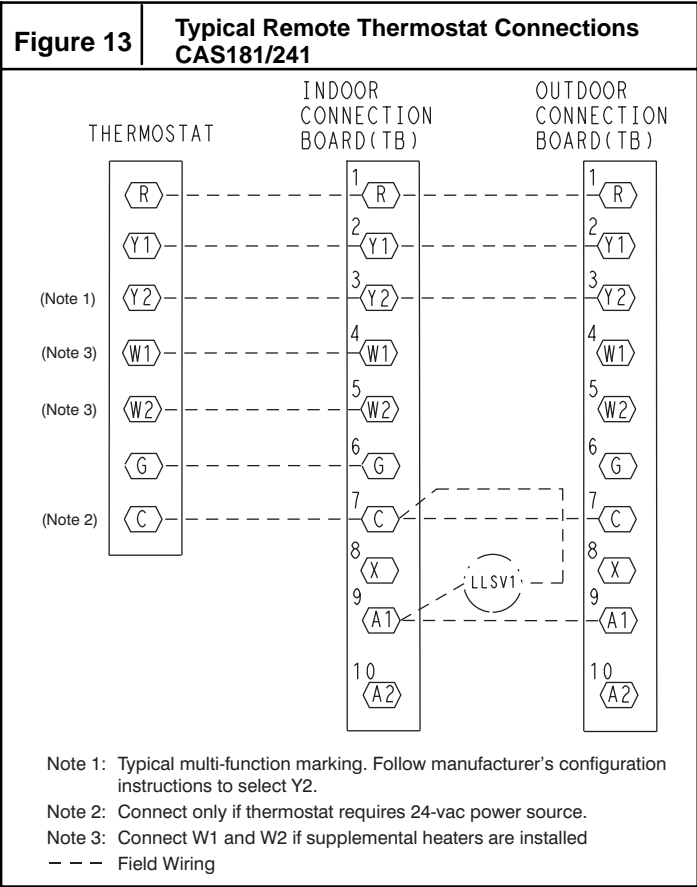 Figure 13
Typical Remote Thermostat Connections
CAS181/241
THERMOSTAT
INDOOR
CONNECTION
BOARD(TB)
OUTDOOR
CONNECTION
BOARD(TB)
R 1 R 1 R
Y1 2 Y1 2 Y1
(Note 1) Y2 3 Y2 3 Y2
(Note 3) W1 4 W1 4 W1
(Note 3) W2 5 W2 5 W2
G 6 G 6 G
(Note 2) C 7 C 7 C
8 X LLSV1 8 X
9 A1 9 A1
10 A2 10 A2
Note 1: Typical multi-function marking. Follow manufacturer's configuration
instructions to select Y2.
Note 2: Connect only if thermostat requires 24-vac power source.
Note 3: Connect W1 and W2 if supplemental heaters are installed
– – – Field Wiring